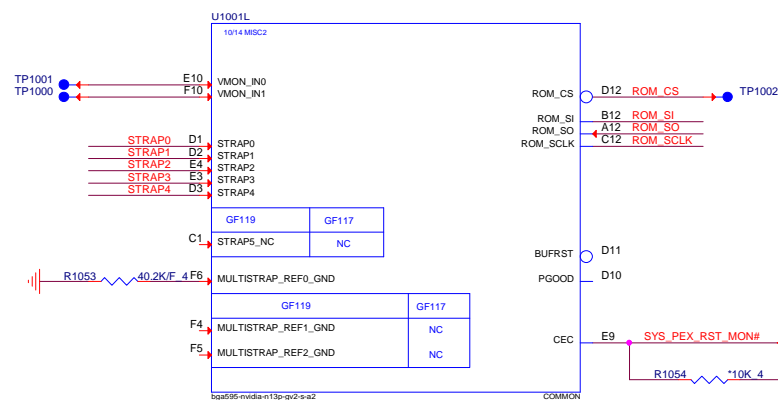 U1001L
10/14 MISC2
TP1001 E10 VMON_IN0
TP1000 F10 VMON_IN1
ROM_CS D12 ROM_CS TP1002
ROM_SI B12 ROM_SI
ROM_SO A12 ROM_SO
ROM_SCLK C12 ROM_SCLK
STRAP0 D1 STRAP0
STRAP1 D2 STRAP1
STRAP2 E4 STRAP2
STRAP3 E3 STRAP3
STRAP4 D3 STRAP4
GF119 GF117
C1 STRAP5_NC NC
BUFRST D11
PGOOD D10
R1053 40.2K/F_4 F6 MULTISTRAP_REF0_GND
GF119 GF117
F4 MULTISTRAP_REF1_GND NC
F5 MULTISTRAP_REF2_GND NC
CEC E9 SYS_PEX_RST_MON#
R1054 *10K_4
bga595-nvidia-n13p-gv2-s-a2 COMMON